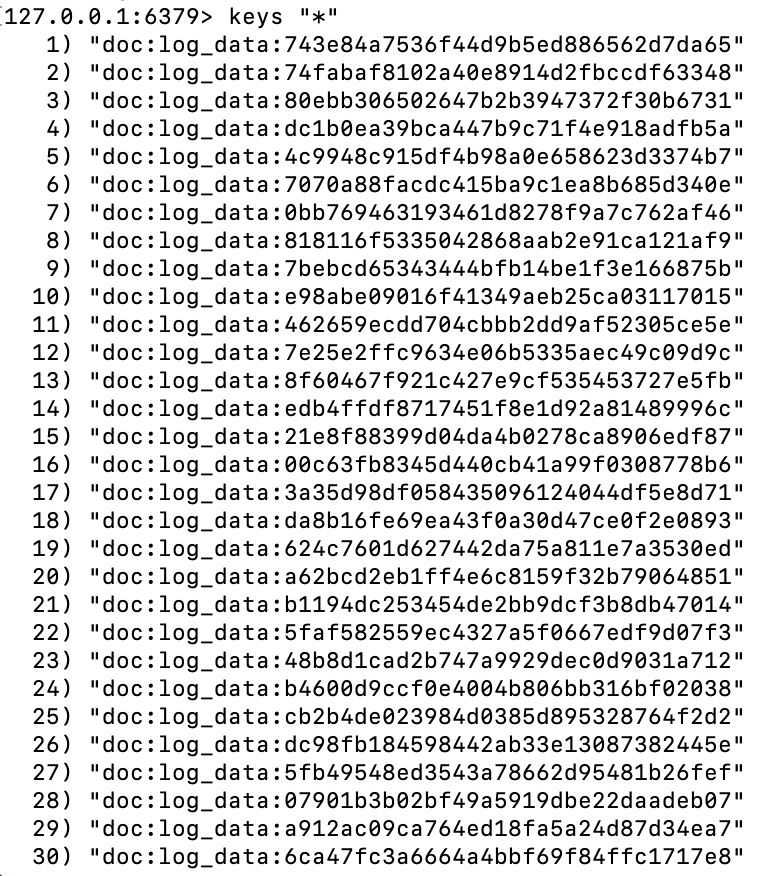 [127.0.0.1:6379> keys "*"
1) "doc:log_data:743e84a7536f44d9b5ed886562d7da65"
2) "doc:log_data:74fabaf8102a40e8914d2fbccdf63348"
3) "doc:log_data:80ebb306502647b2b3947372f30b6731"
4) "doc:log_data:dc1b0ea39bca447b9c71f4e918adfb5a"
5) "doc:log_data:4c9948c915df4b98a0e658623d3374b7"
6) "doc:log_data:7070a88facdc415ba9c1ea8b685d340e"
7) "doc:log_data:0bb769463193461d8278f9a7c762af46"
8) "doc:log_data:818116f5335042868aab2e91ca121af9"
9) "doc:log_data:7bebcd65343444bfb14be1f3e166875b"
10) "doc:log_data:e98abe09016f41349aeb25ca03117015"
11) "doc:log_data:462659ecdd704cbbb2dd9af52305ce5e"
12) "doc:log_data:7e25e2ffc9634e06b5335aec49c09d9c"
13) "doc:log_data:8f60467f921c427e9cf535453727e5fb"
14) "doc:log_data:edb4ffdf8717451f8e1d92a81489996c"
15) "doc:log_data:21e8f88399d04da4b0278ca8906edf87"
16) "doc:log_data:00c63fb8345d440cb41a99f0308778b6"
17) "doc:log_data:3a35d98df058435096124044df5e8d71"
18) "doc:log_data:da8b16fe69ea43f0a30d47ce0f2e0893"
19) "doc:log_data:624c7601d627442da75a811e7a3530ed"
20) "doc:log_data:a62bcd2eb1ff4e6c8159f32b79064851"
21) "doc:log_data:b1194dc253454de2bb9dcf3b8db47014"
22) "doc:log_data:5faf582559ec4327a5f0667edf9d07f3"
23) "doc:log_data:48b8d1cad2b747a9929dec0d9031a712"
24) "doc:log_data:b4600d9ccf0e4004b806bb316bf02038"
25) "doc:log_data:cb2b4de023984d0385d895328764f2d2"
26) "doc:log_data:dc98fb184598442ab33e13087382445e"
27) "doc:log_data:5fb49548ed3543a78662d95481b26fef"
28) "doc:log_data:07901b3b02bf49a5919dbe22daadeb07"
29) "doc:log_data:a912ac09ca764ed18fa5a24d87d34ea7"
30) "doc:log_data:6ca47fc3a6664a4bbf69f84ffc1717e8"